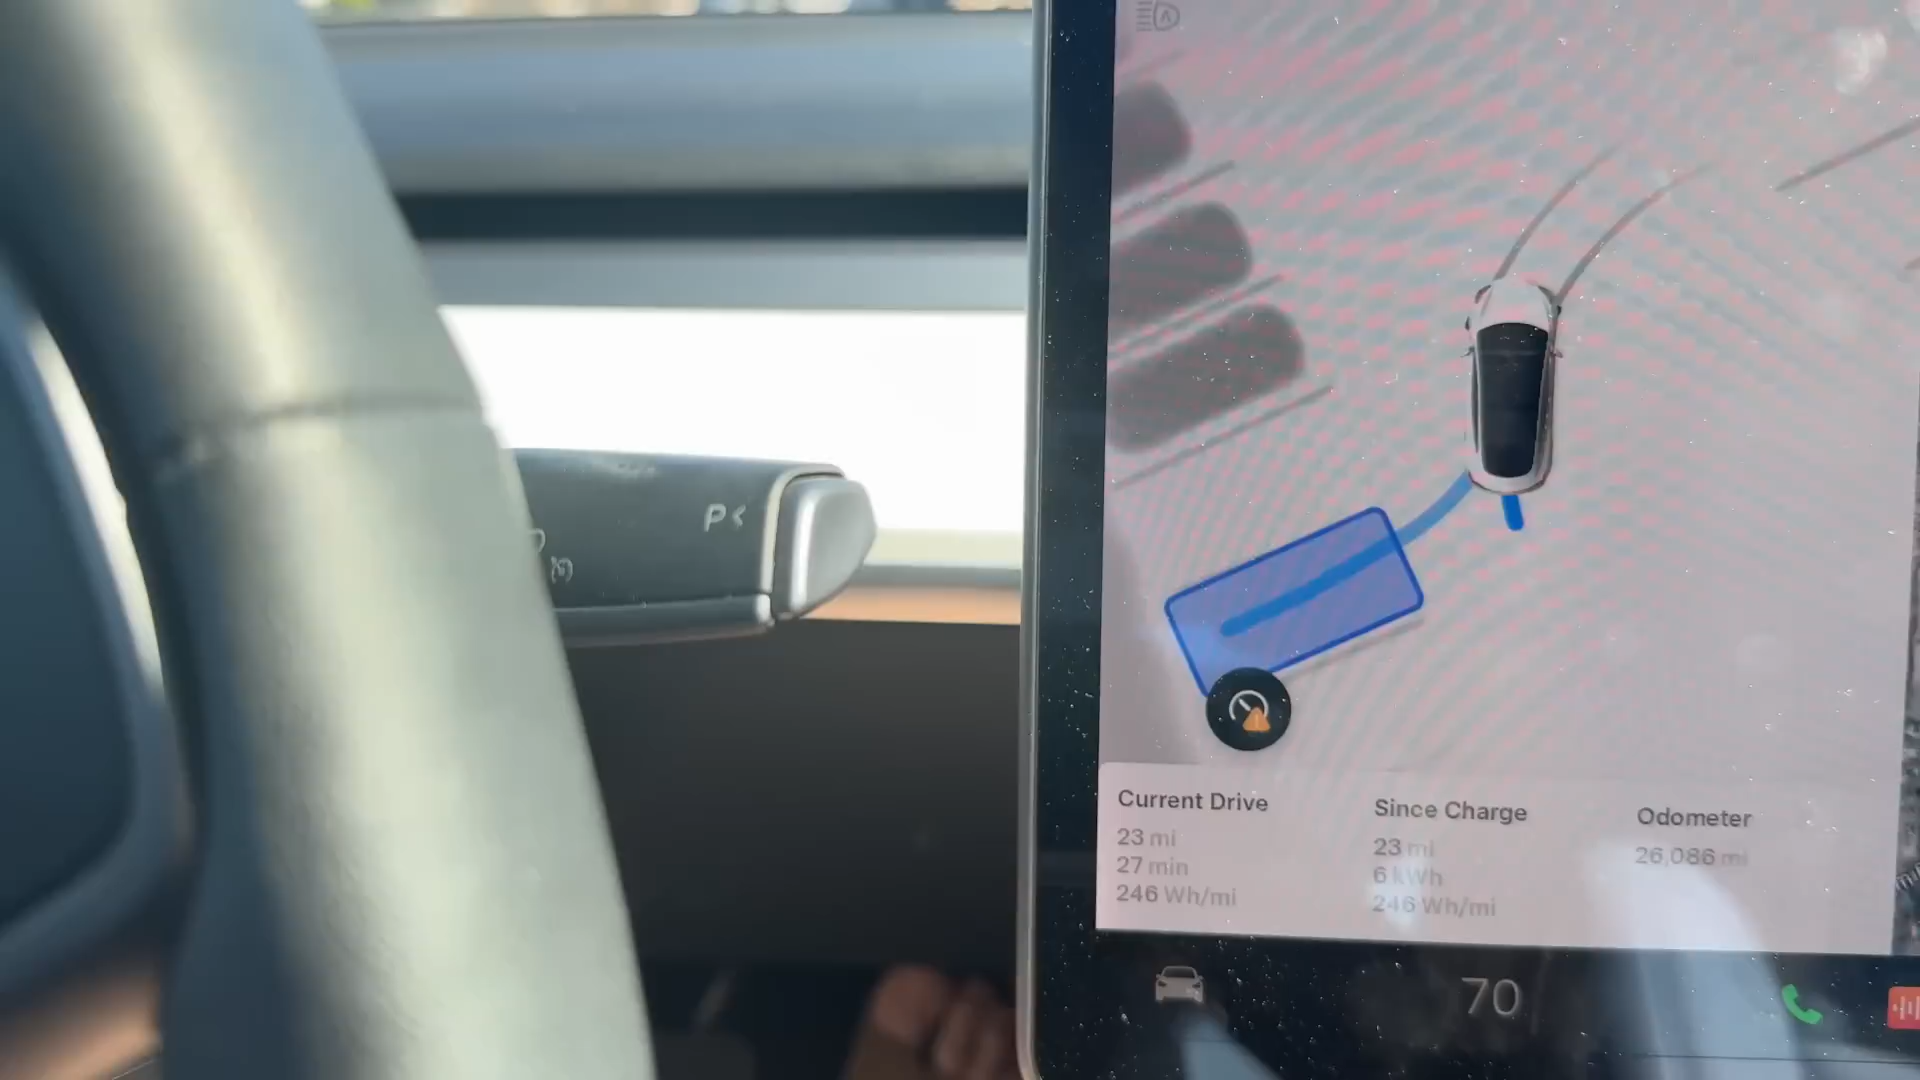 P<
Current Drive
23 mi
27 min
246 Wh/mi
Since Charge
23 mi
6 kWh
246 Wh/mi
Odometer
26,086 mi
70